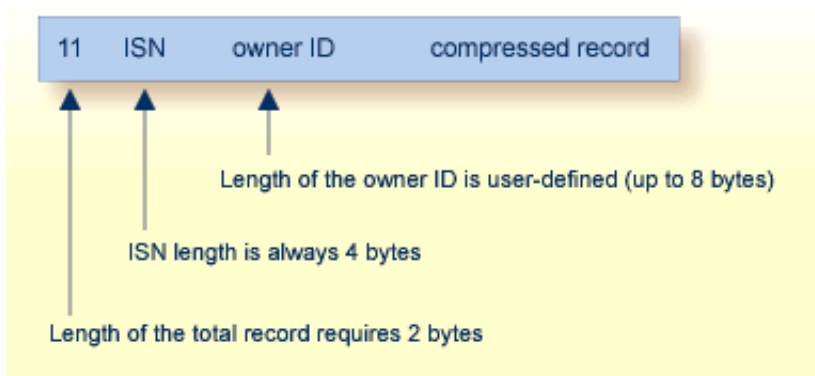 11 ISN owner ID compressed record
Length of the owner ID is user-defined (up to 8 bytes)
ISN length is always 4 bytes
Length of the total record requires 2 bytes